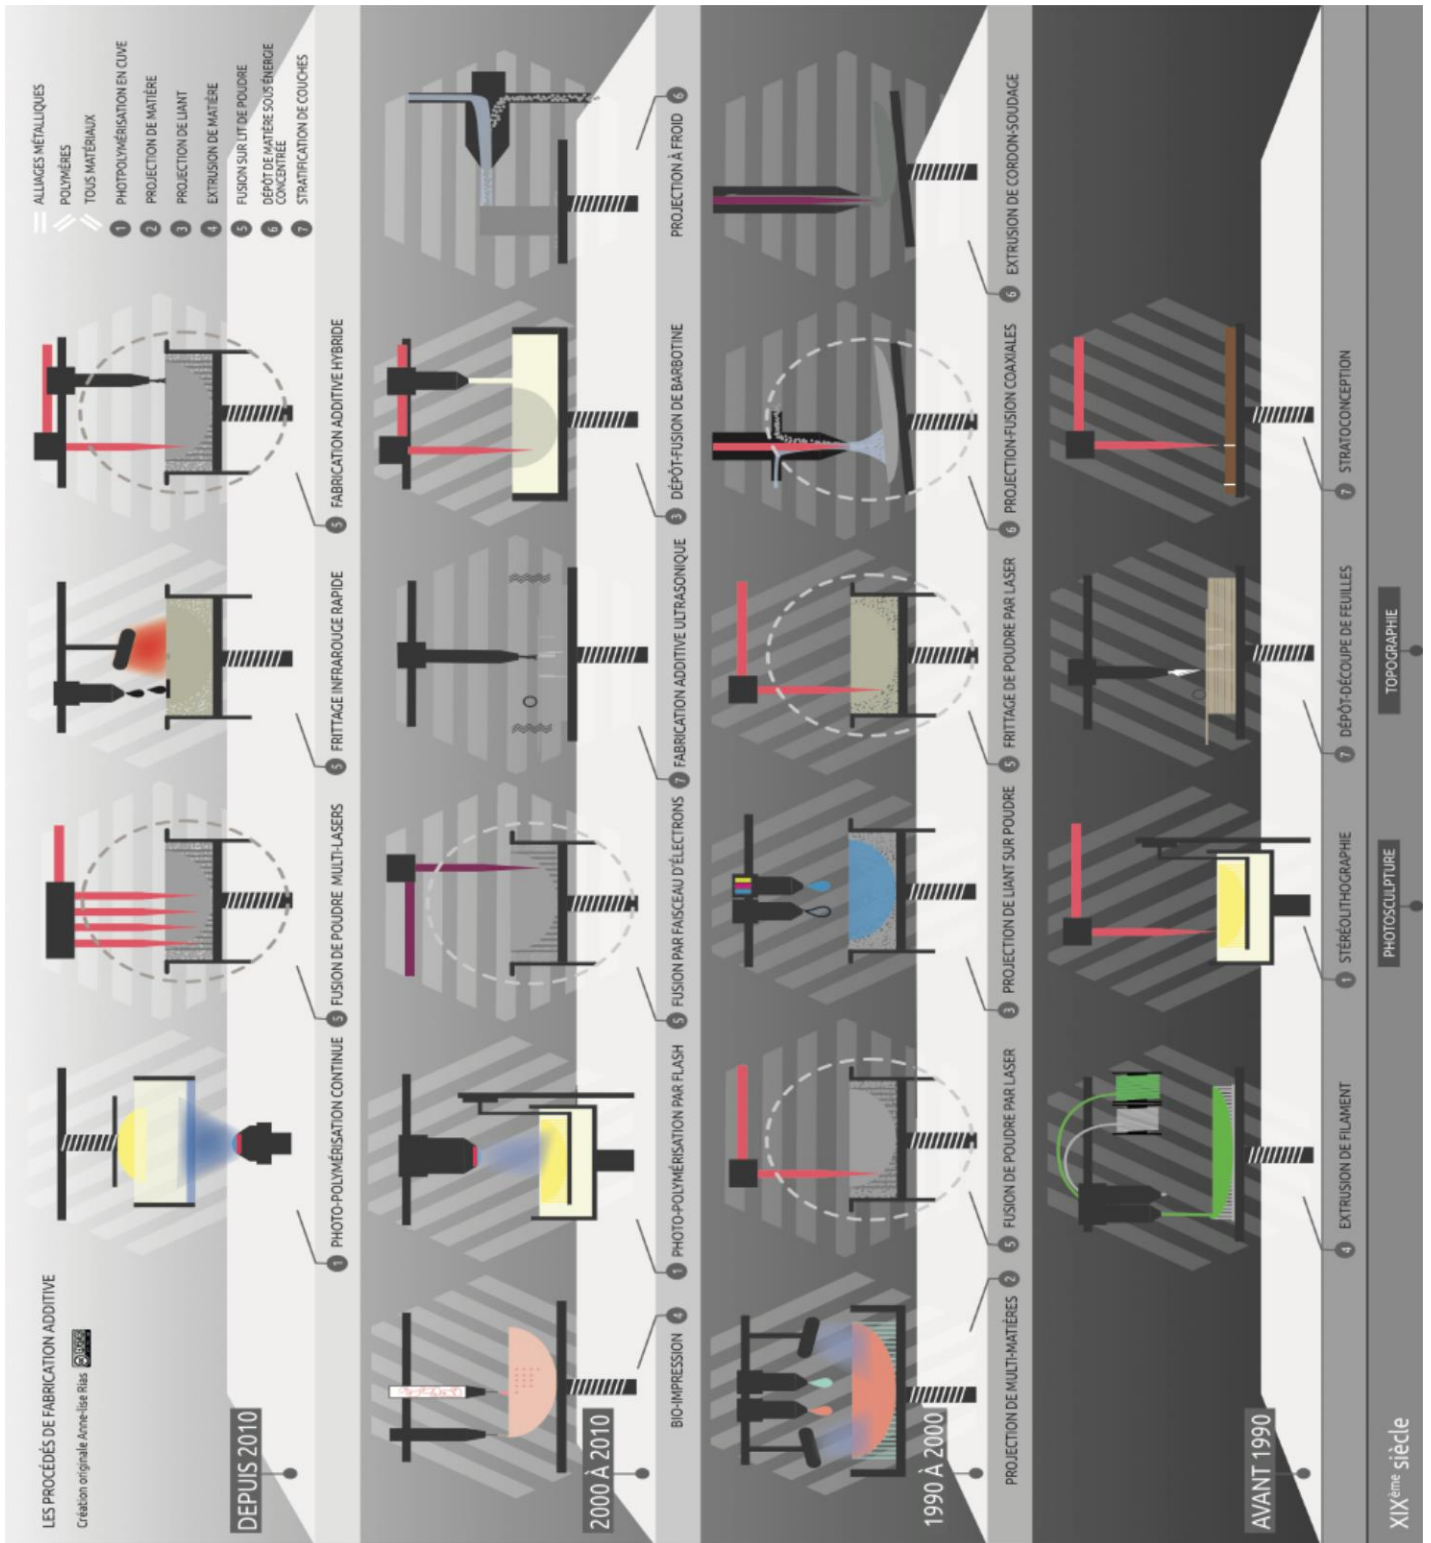 LES PROCÉDÉS DE FABRICATION ADDITIVE
Création originale Anne-lise Rias
ALLIAGES MÉTALLIQUES
POLYMÈRES
TOUS MATÉRIAUX
1 PHOTPOLYMÉRISATION EN CUVE
2 PROJECTION DE MATIÈRE
3 PROJECTION DE LIANT
4 EXTRUSION DE MATIÈRE
5 FUSION SUR LIT DE POUDRE
6 DÉPÔT DE MATIÈRE SOUS ÉNERGIE
CONCENTRÉE
7 STRATIFICATION DE COUCHES
DEPUIS 2010
1 PHOTO-POLYMÉRISATION CONTINUE
5 FUSION DE POUDRE MULTI-LASERS
5 FRITTAGE INFRAROUGE RAPIDE
5 FABRICATION ADDITIVE HYBRIDE
2000 À 2010
BIO-IMPRESSION 4
1 PHOTO-POLYMÉRISATION PAR FLASH
5 FUSION PAR FAISCEAU D'ÉLECTRONS
7 FABRICATION ADDITIVE ULTRASONIQUE
3 DÉPÔT-FUSION DE BARBOTINE
PROJECTION À FROID 6
1990 À 2000
PROJECTION DE MULTI-MATIÈRES 2
5 FUSION DE POUDRE PAR LASER
3 PROJECTION DE LIANT SUR POUDRE
5 FRITTAGE DE POUDRE PAR LASER
6 PROJECTION-FUSION COAXIALES
6 EXTRUSION DE CORDON-SOUDAGE
AVANT 1990
4 EXTRUSION DE FILAMENT
1 STÉRÉOLITHOGRAPHIE
7 DÉPÔT-DÉCOUPE DE FEUILLES
7 STRATOCONCEPTION
XIXème siècle
PHOTOSCULPTURE
TOPOGRAPHIE